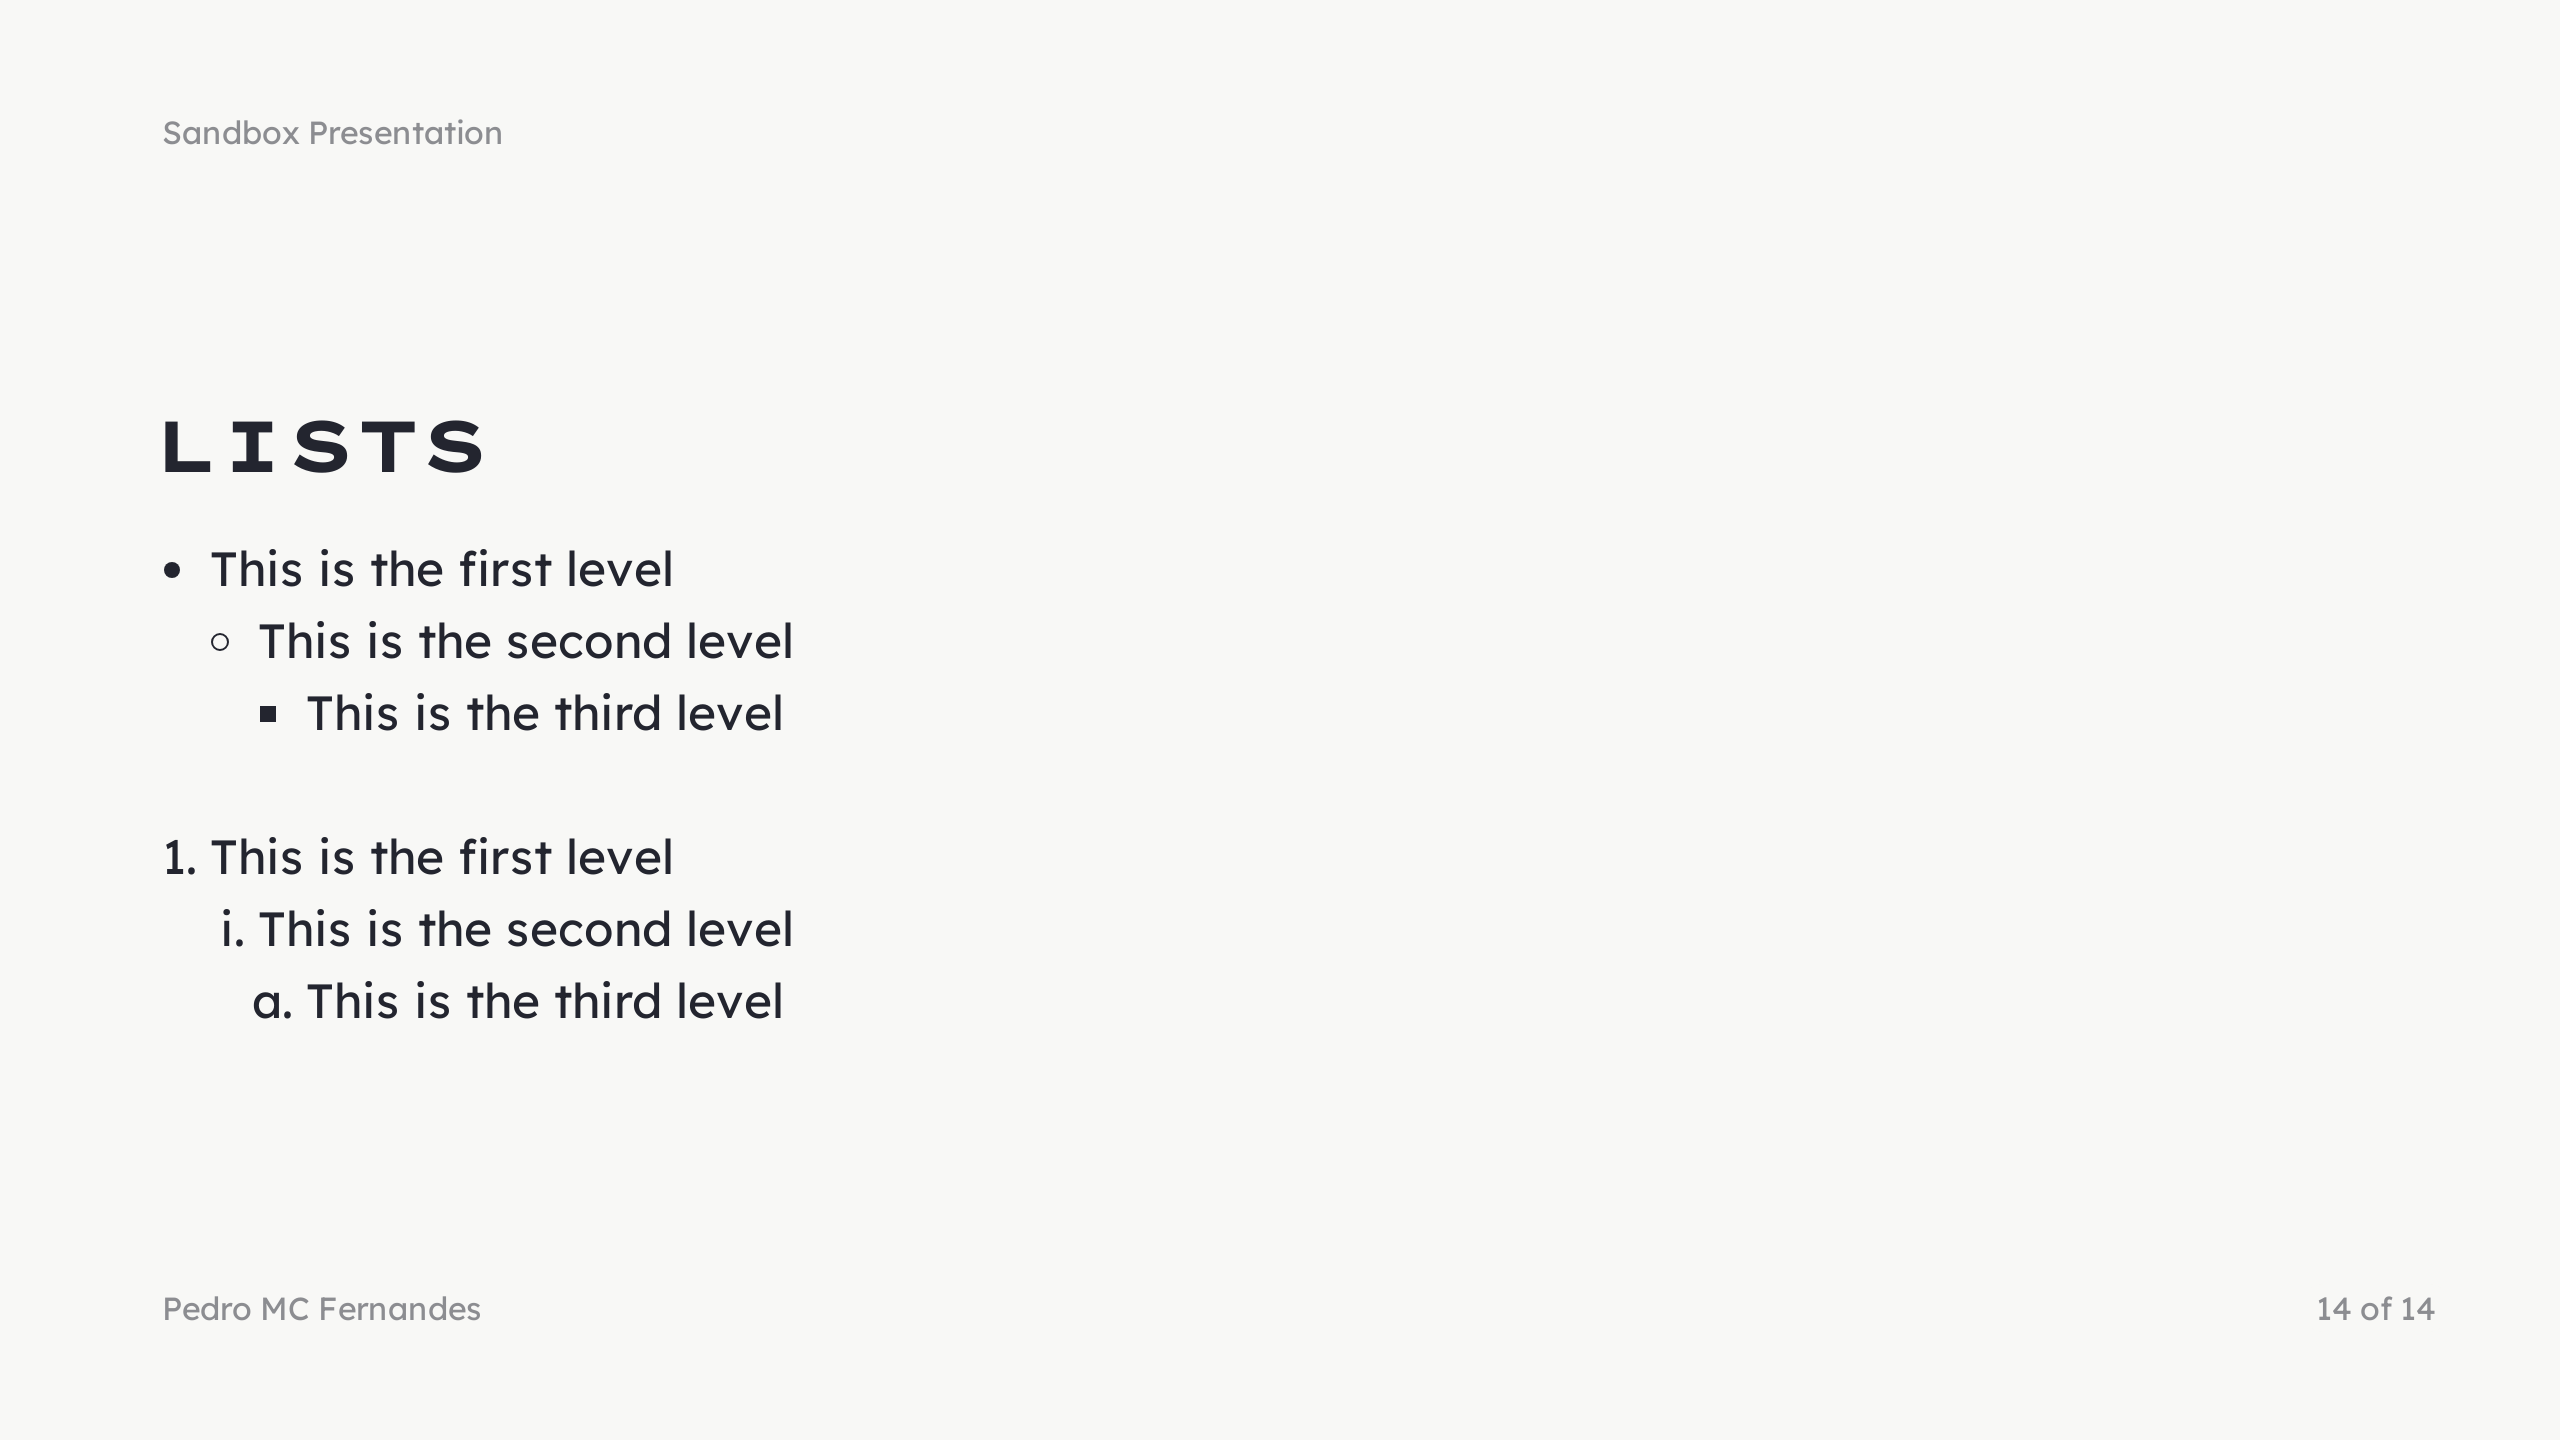 Sandbox Presentation
LISTS
• This is the first level
○ This is the second level
▪ This is the third level
1. This is the first level
i. This is the second level
a. This is the third level
Pedro MC Fernandes
14 of 14